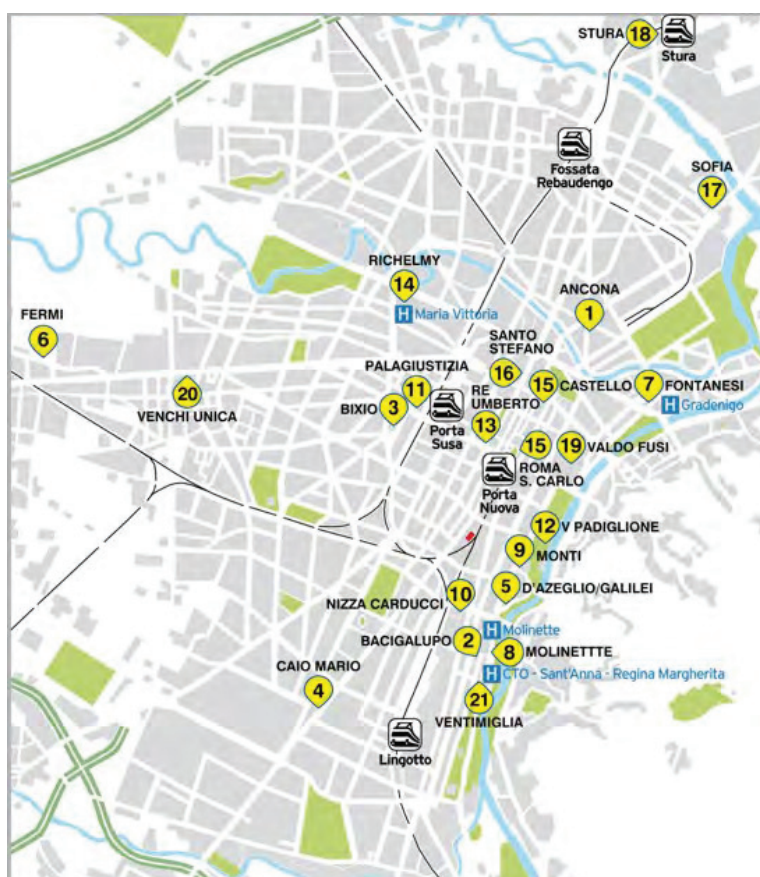 STURA
18
Stura
Fossata
Rebaudengo
SOFIA
17
RICHELMY
14
Maria Vittoria
ANCONA
1
FERMI
6
SANTO
STEFANO
16
PALAGIUSTIZIA
11
15
CASTELLO
7
FONTANESI
H Gradenigo
20
VENCHI UNICA
BIXIO
3
Porta
Susa
RE
UMBERTO
13
15
ROMA
S. CARLO
19
VALDO FUSI
Porta
Nuova
12
V PADIGLIONE
9
MONTI
5
D'AZEGLIO/GALILEI
NIZZA CARDUCCI
10
H Molinette
BACIGALUPO
2
8
MOLINETTTE
H CTO - Sant'Anna - Regina Margherita
CAIO MARIO
4
21
VENTIMIGLIA
Lingotto